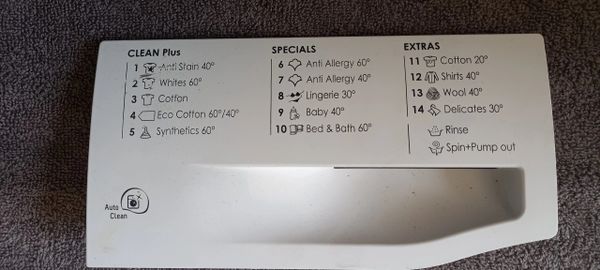 CLEAN Plus
1 Anti Stain 40°
2 Whites 60°
3 Cotton
4 Eco Cotton 60°/40°
5 Synthetics 60°
SPECIALS
6 Anti Allergy 60°
7 Anti Allergy 40°
8 Lingerie 30°
9 Baby 40°
10 Bed & Bath 60°
EXTRAS
11 Cotton 20°
12 Shirts 40°
13 Wool 40°
14 Delicates 30°
Rinse
Spin+Pump out
Auto
Clean